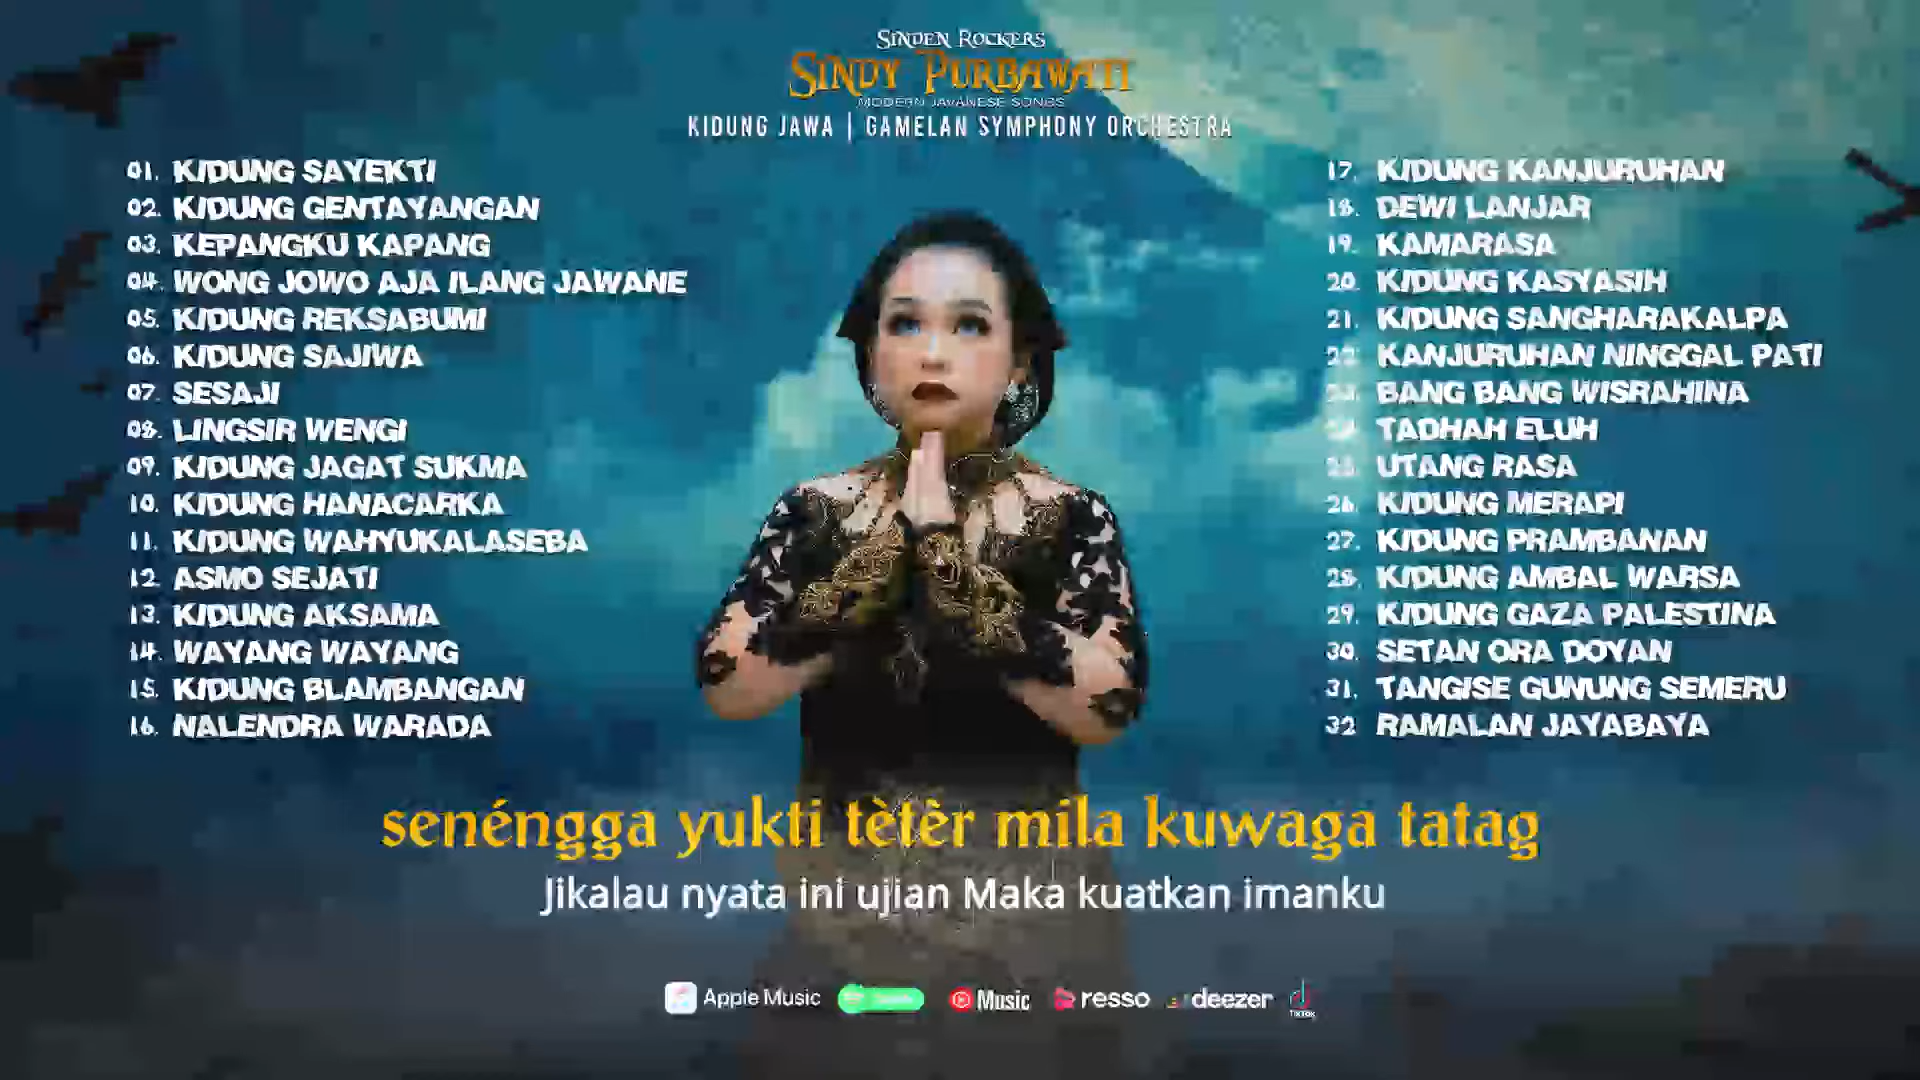 SINDEN ROCKERS
SINDY PURBAWATI
MODERN JAVANESE SONGS
KIDUNG JAWA | GAMELAN SYMPHONY ORCHESTRA
01. KIDUNG SAYEKTI
02. KIDUNG GENTAYANGAN
03. KEPANGKU KAPANG
04. WONG JOWO AJA ILANG JAWANE
05. KIDUNG REKSABUMI
06. KIDUNG SAJIWA
07. SESAJI
08. LINGSIR WENGI
09. KIDUNG JAGAT SUKMA
10. KIDUNG HANACARKA
11. KIDUNG WAHYUKALASEBA
12 ASMO SEJATI
13. KIDUNG AKSAMA
14. WAYANG WAYANG
15. KIDUNG BLAMBANGAN
16. NALENDRA WARADA
17. KIDUNG KANJURUHAN
18. DEWI LANJAR
19. KAMARASA
20. KIDUNG KASYASIH
21. KIDUNG SANGHARAKALPA
22 KANJURUHAN NINGGAL PATI
BANG BANG WISRAHINA
TADHAH ELUH
25 UTANG RASA
26. KIDUNG MERAPI
27. KIDUNG PRAMBANAN
28. KIDUNG AMBAL WARSA
29. KIDUNG GAZA PALESTINA
30. SETAN ORA DOYAN
31. TANGISE GUNUNG SEMERU
32 RAMALAN JAYABAYA
senéngga yukti tètèr mila kuwaga tatag
Jikalau nyata ini ujian Maka kuatkan imanku
Apple Music
Music
resso
deezer
TIKTOK